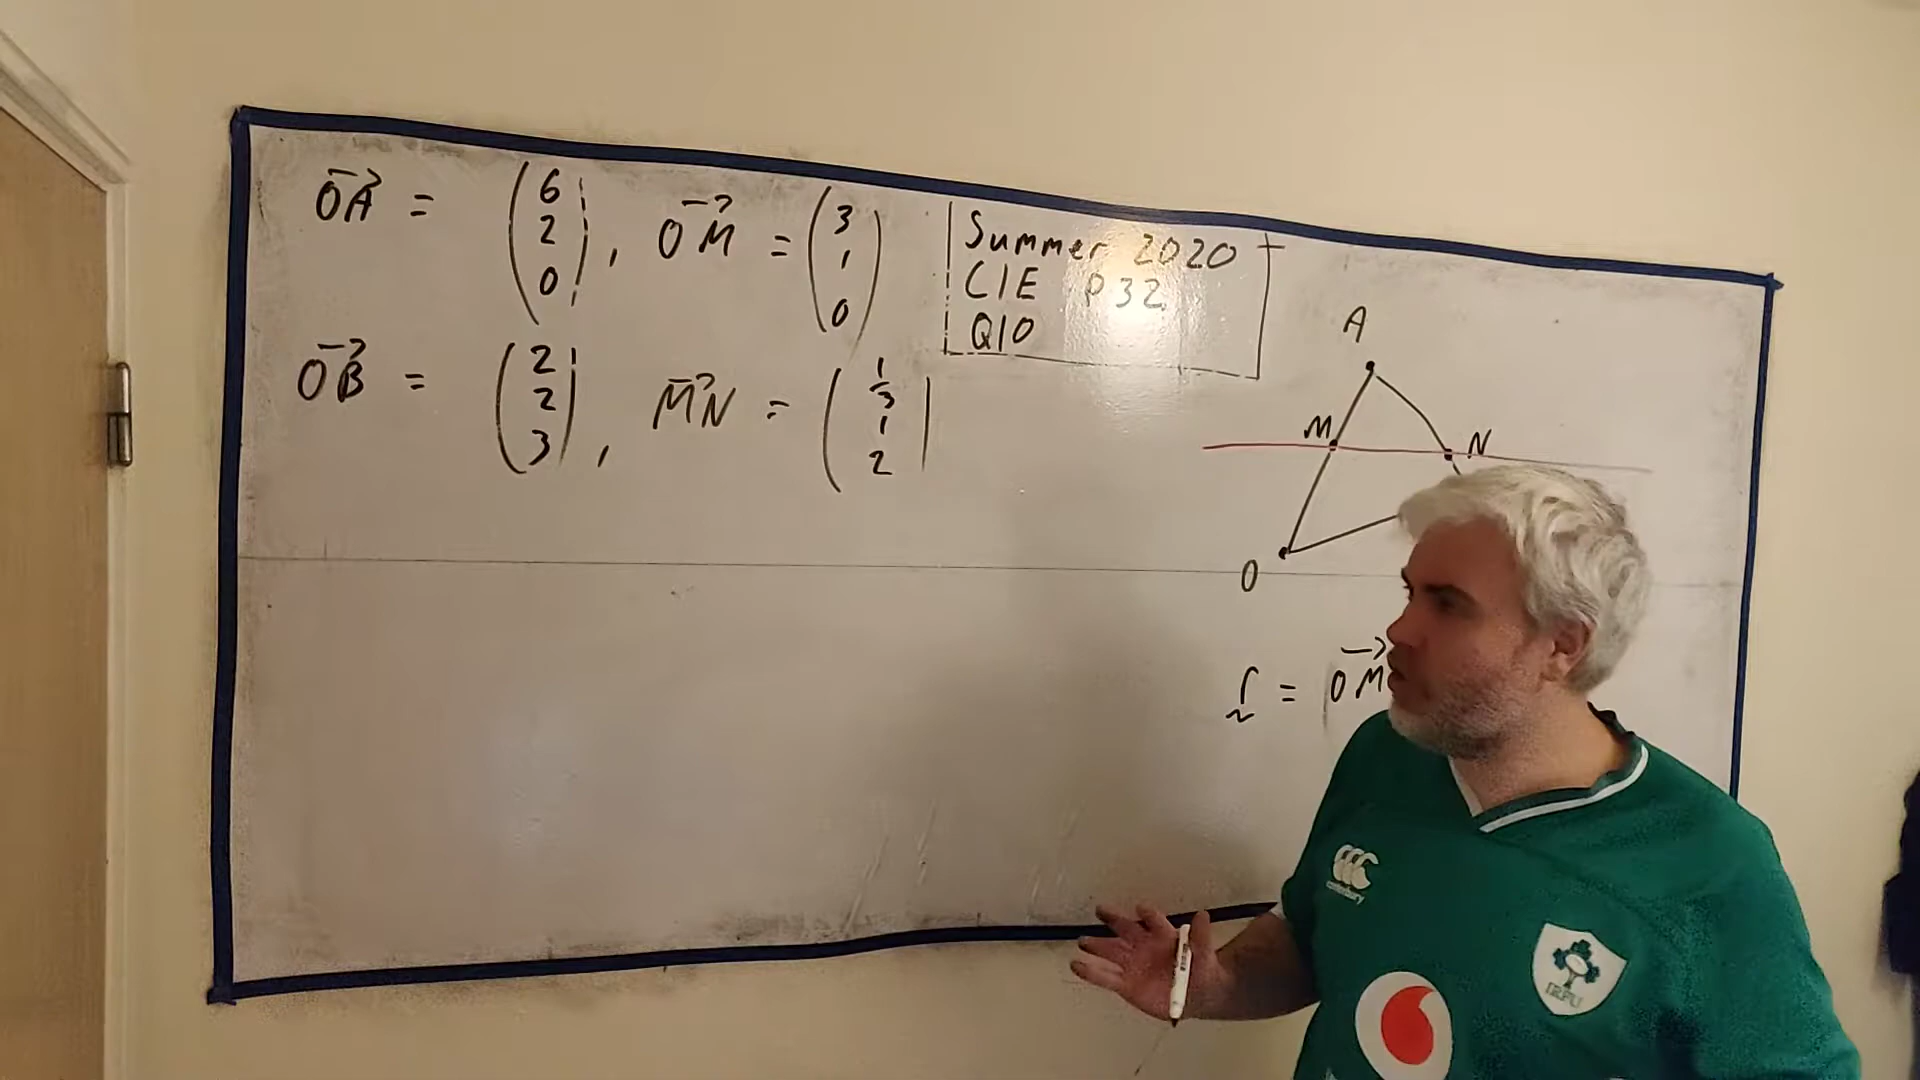 OA = (6 2 0), OM = (3 1 0)
Summer 2020
CIE P32
Q10
OB = (2 2 3), MN = (1/3 1 2)
A
M
N
O
r = OM
canterbury
IRFU